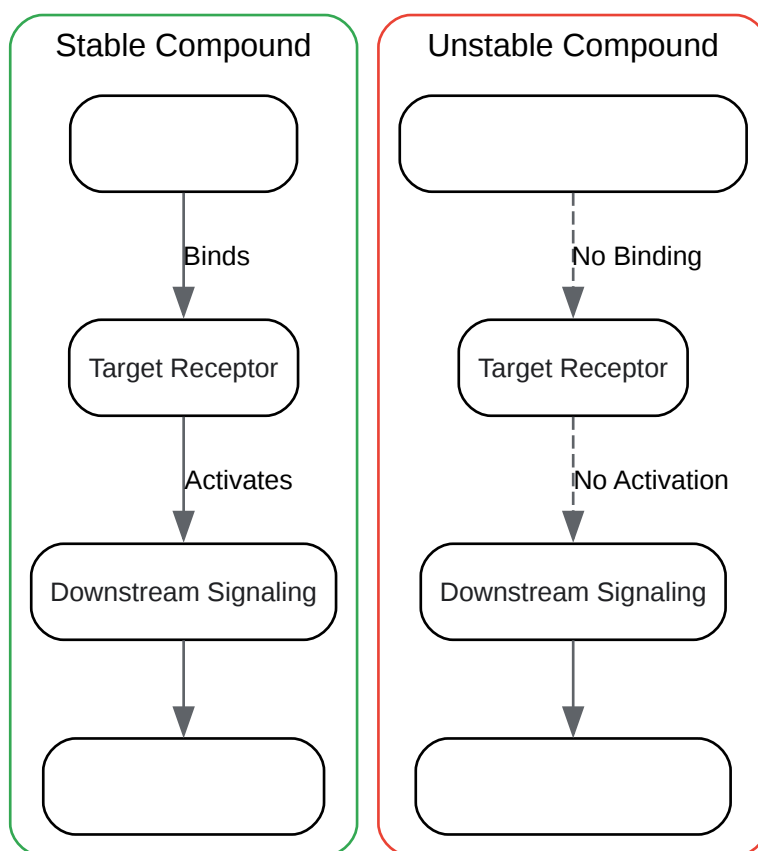 Stable Compound
Binds
Target Receptor
Activates
Downstream Signaling
Unstable Compound
No Binding
Target Receptor
No Activation
Downstream Signaling